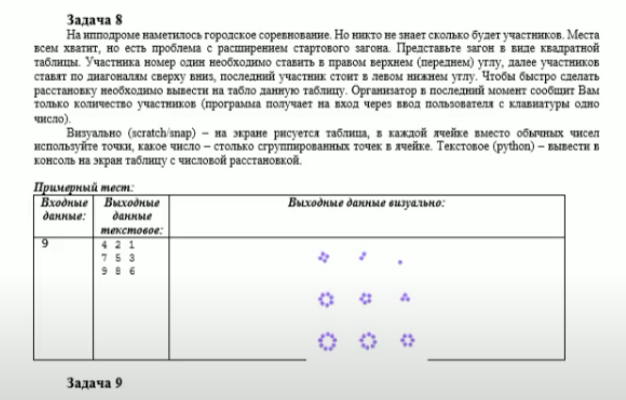 Задача 8
На ипподроме наметилось городское соревнование. Но никто не знает сколько будет участников. Места
всем хватит, но есть проблема с расширением стартового загона. Представьте загон в виде квадратной
таблицы. Участника номер один необходимо ставить в правом верхнем (переднем) углу, далее участников
ставят по диагоналям сверху вниз, последний участник стоит в левом нижнем углу. Чтобы быстро сделать
расстановку необходимо вывести на табло данную таблицу. Организатор в последний момент сообщит Вам
только количество участников (программа получает на вход через ввод пользователя с клавиатуры одно
число).
Визуально (scratch/snap) – на экране рисуется таблица, в каждой ячейке вместо обычных чисел
используйте точки, какое число – столько сгруппированных точек в ячейке. Текстовое (python) – вывести в
консоль на экран таблицу с числовой расстановкой.
Примерный тест:
Входные данные:
Выходные данные текстовое:
Выходные данные визуально:
9
4 2 1
7 5 3
9 8 6
Задача 9